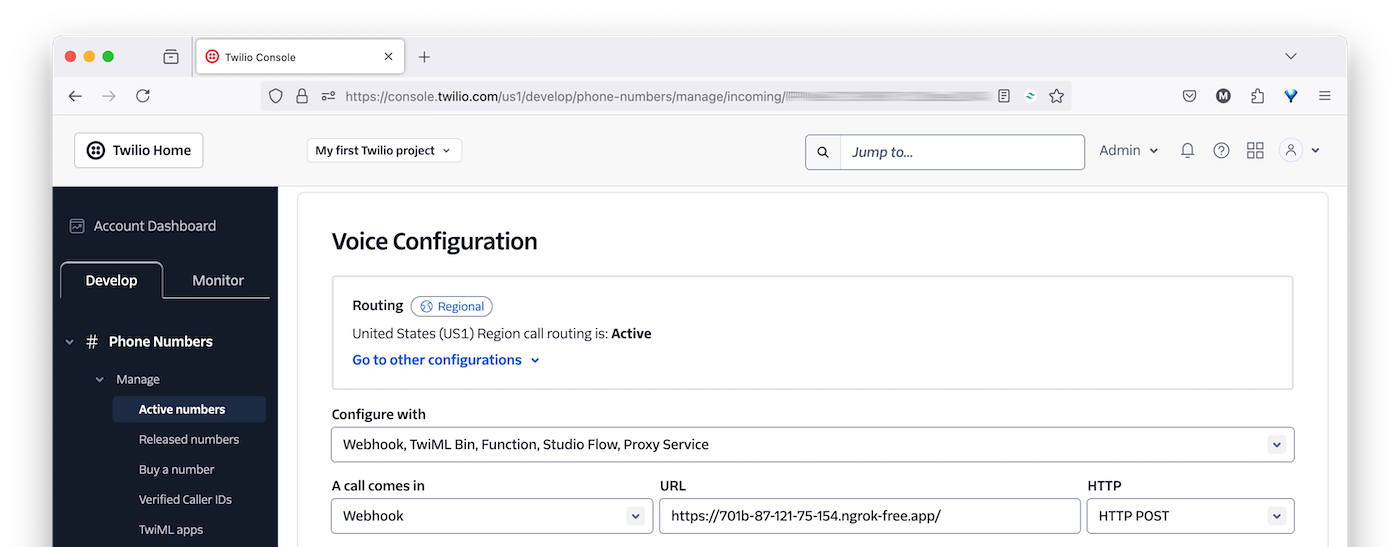 Twilio Console
https://console.twilio.com/us1/develop/phone-numbers/manage/incoming/
M
Twilio Home
My first Twilio project
Jump to...
Admin
Account Dashboard
Develop
Monitor
# Phone Numbers
Manage
Active numbers
Released numbers
Buy a number
Verified Caller IDs
TwiML apps
Voice Configuration
Routing Regional
United States (US1) Region call routing is: Active
Go to other configurations
Configure with
Webhook, TwiML Bin, Function, Studio Flow, Proxy Service
A call comes in
Webhook
URL
https://701b-87-121-75-154.ngrok-free.app/
HTTP
HTTP POST